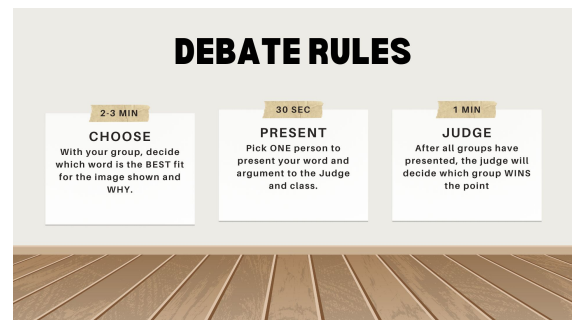 DEBATE RULES
2-3 MIN
CHOOSE
With your group, decide
which word is the BEST fit
for the image shown and
WHY.
30 SEC
PRESENT
Pick ONE person to
present your word and
argument to the Judge
and class.
1 MIN
JUDGE
After all groups have
presented, the judge will
decide which group WINS
the point